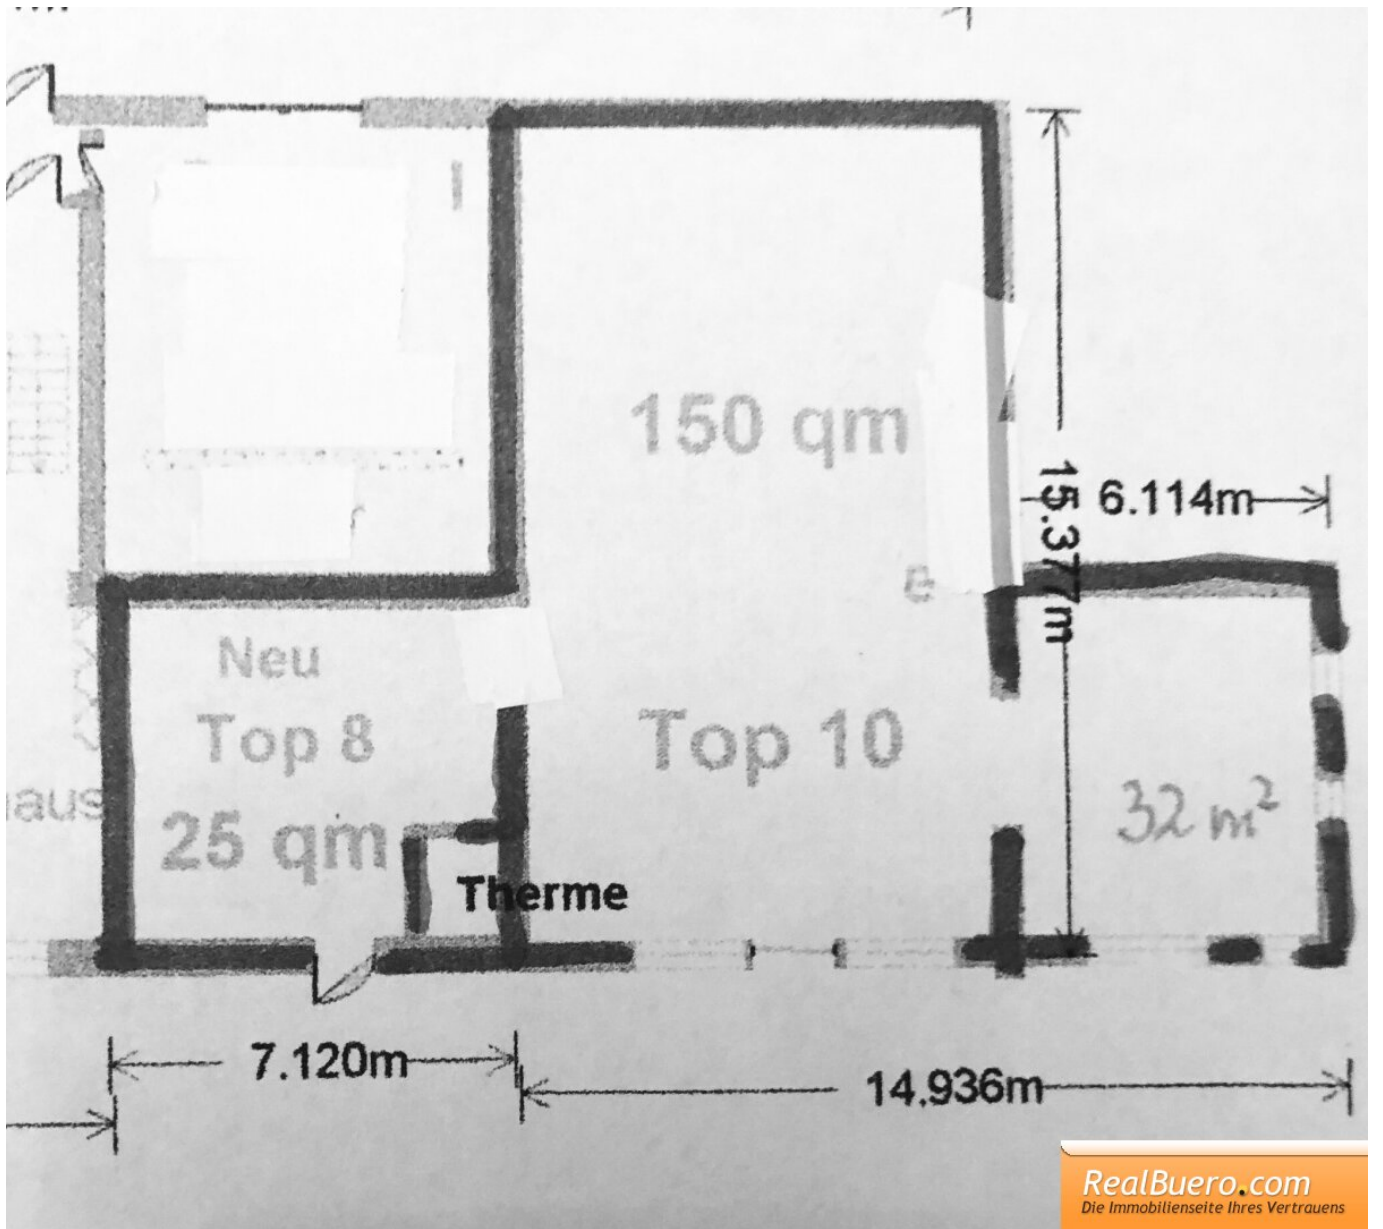 150 qm
6.114m
15.377m
Neu
Top 8
25 qm
Top 10
32 m²
haus
Therme
7.120m
14.936m
RealBuero.com
Die Immobilienseite Ihres Vertrauens